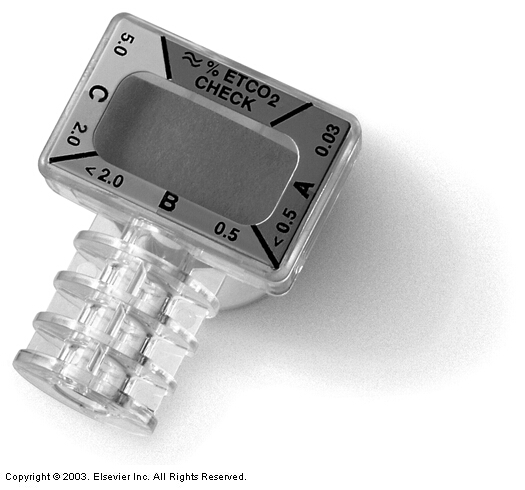 ≈ % ETCO2
CHECK
5.0
C
2.0
< 2.0
B
0.5
< 0.5
A
0.03
Copyright © 2003. Elsevier Inc. All Rights Reserved.